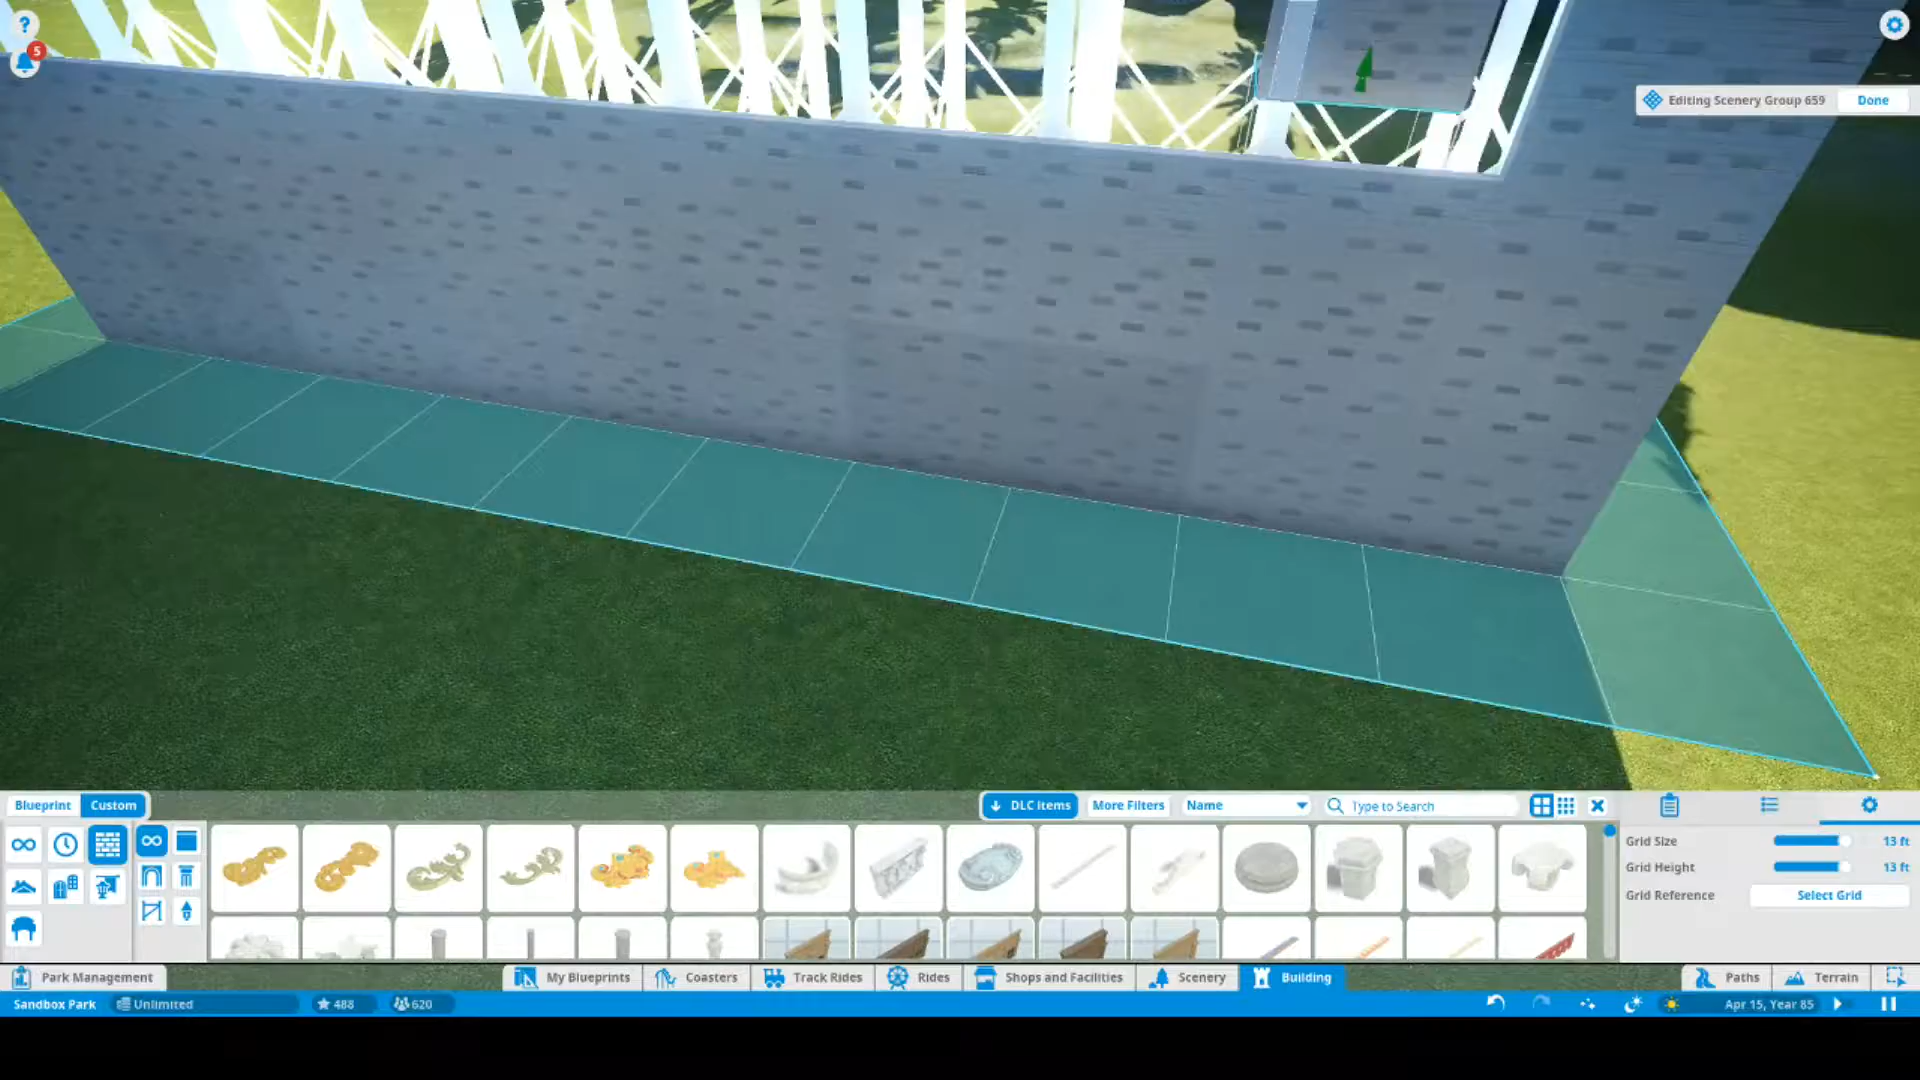 ?
5
Editing Scenery Group 659
Done
Blueprint
Custom
DLC Items
More Filters
Name
Type to Search
Grid Size
13 ft
Grid Height
13 ft
Grid Reference
Select Grid
Park Management
My Blueprints
Coasters
Track Rides
Rides
Shops and Facilities
Scenery
Building
Paths
Terrain
Sandbox Park
Unlimited
488
620
Apr 15, Year 85